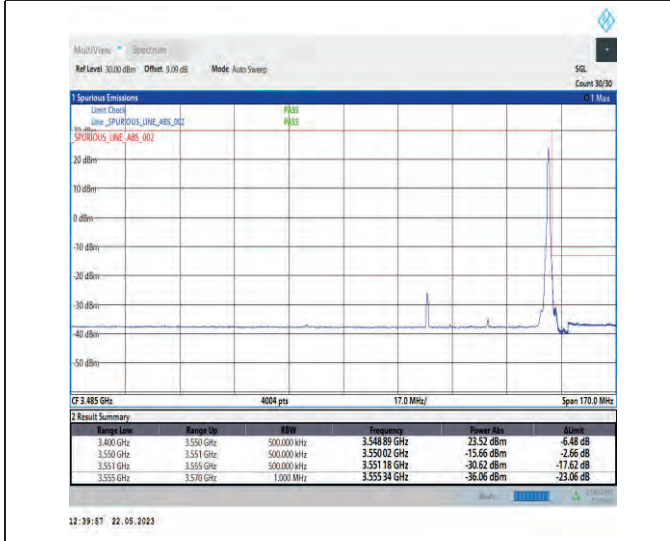 MultiView Spectrum
Ref Level 30.00 dBm Offset 9.09 dB Mode Auto Sweep SGL
Count 30/30
1 Spurious Emissions 1 Max
Limit Check PASS
Line _SPURIOUS_LINE_ABS_002 PASS
_SPURIOUS_LINE_ABS_002
20 dBm
10 dBm
0 dBm
-10 dBm
-20 dBm
-30 dBm
-40 dBm
-50 dBm
CF 3.485 GHz 4004 pts 17.0 MHz/ Span 170.0 MHz
2 Result Summary
Range Low Range Up RBW Frequency Power Abs ΔLimit
3.400 GHz 3.550 GHz 500.000 kHz 3.548 89 GHz 23.52 dBm -6.48 dB
3.550 GHz 3.551 GHz 500.000 kHz 3.550 02 GHz -15.66 dBm -2.66 dB
3.551 GHz 3.555 GHz 500.000 kHz 3.551 18 GHz -30.62 dBm -17.62 dB
3.555 GHz 3.570 GHz 1.000 MHz 3.555 34 GHz -36.06 dBm -23.06 dB
12:39:57 22.05.2023